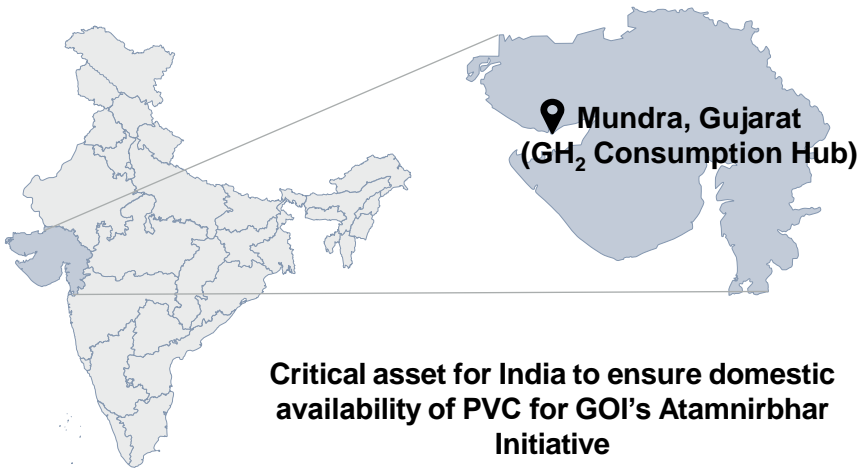 Mundra, Gujarat
(GH₂ Consumption Hub)
Critical asset for India to ensure domestic
availability of PVC for GOI's Atamnirbhar
Initiative